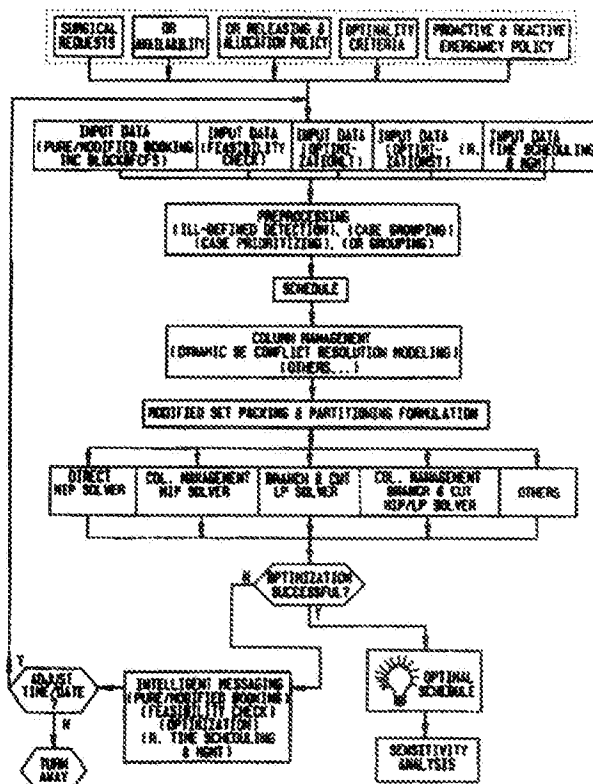 SURGICAL
REQUESTS
OR
AVAILABILITY
OR RELEASING &
ALLOCATION POLICY
OPTIMALITY
CRITERIA
PROACTIVE & REACTIVE
EMERGANCY POLICY
INPUT DATA
(PURE/MODIFIED BOOKING
INC BLOCK&FCFS)
INPUT DATA
(FEASIBILITY
CHECK)
INPUT DATA
(OPTIMI-
ZATIONLT)
INPUT DATA
(OPTIMI-
ZATIONST)
INPUT DATA
(R. TIME SCHEDULING
& MGMT)
PREPROCESSING
(ILL-DEFINED DETECTION), (CASE GROUPING)
(CASE PRIORITIZING), (OR GROUPING)
SCHEDULE
COLUMN MANAGEMENT
(DYNAMIC SE CONFLICT RESOLUTION MODELING)
(OTHERS...)
MODIFIED SET PACKING & PARTITIONING FORMULATION
DIRECT
MIP SOLVER
COL. MANAGEMENT
MIP SOLVER
BRANCH & CUT
LP SOLVER
COL. MANAGEMENT
BRANCH & CUT
MIP/LP SOLVER
OTHERS
N
OPTIMIZATION
SUCCESSFUL?
Y
Y
ADJUST
TIME/DATE
?
N
TURN
AWAY
INTELLIGENT MESSAGING
(PURE/MODIFIED BOOKING)
(FEASIBILITY CHECK)
(OPTIMIZATION)
(R. TIME SCHEDULING
& MGMT)
OPTIMAL
SCHEDULE
SENSITIVITY
ANALYSIS